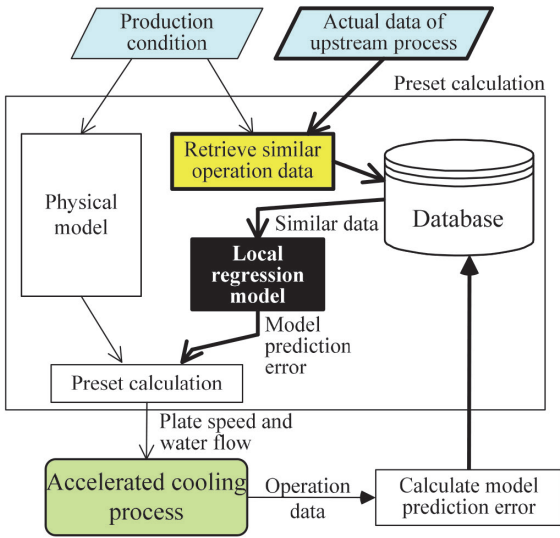 Production
condition
Actual data of
upstream process
Preset calculation
Retrieve similar
operation data
Physical
model
Database
Similar data
Local
regression
model
Model
prediction
error
Preset calculation
Plate speed and
water flow
Accelerated cooling
process
Operation
data
Calculate model
prediction error